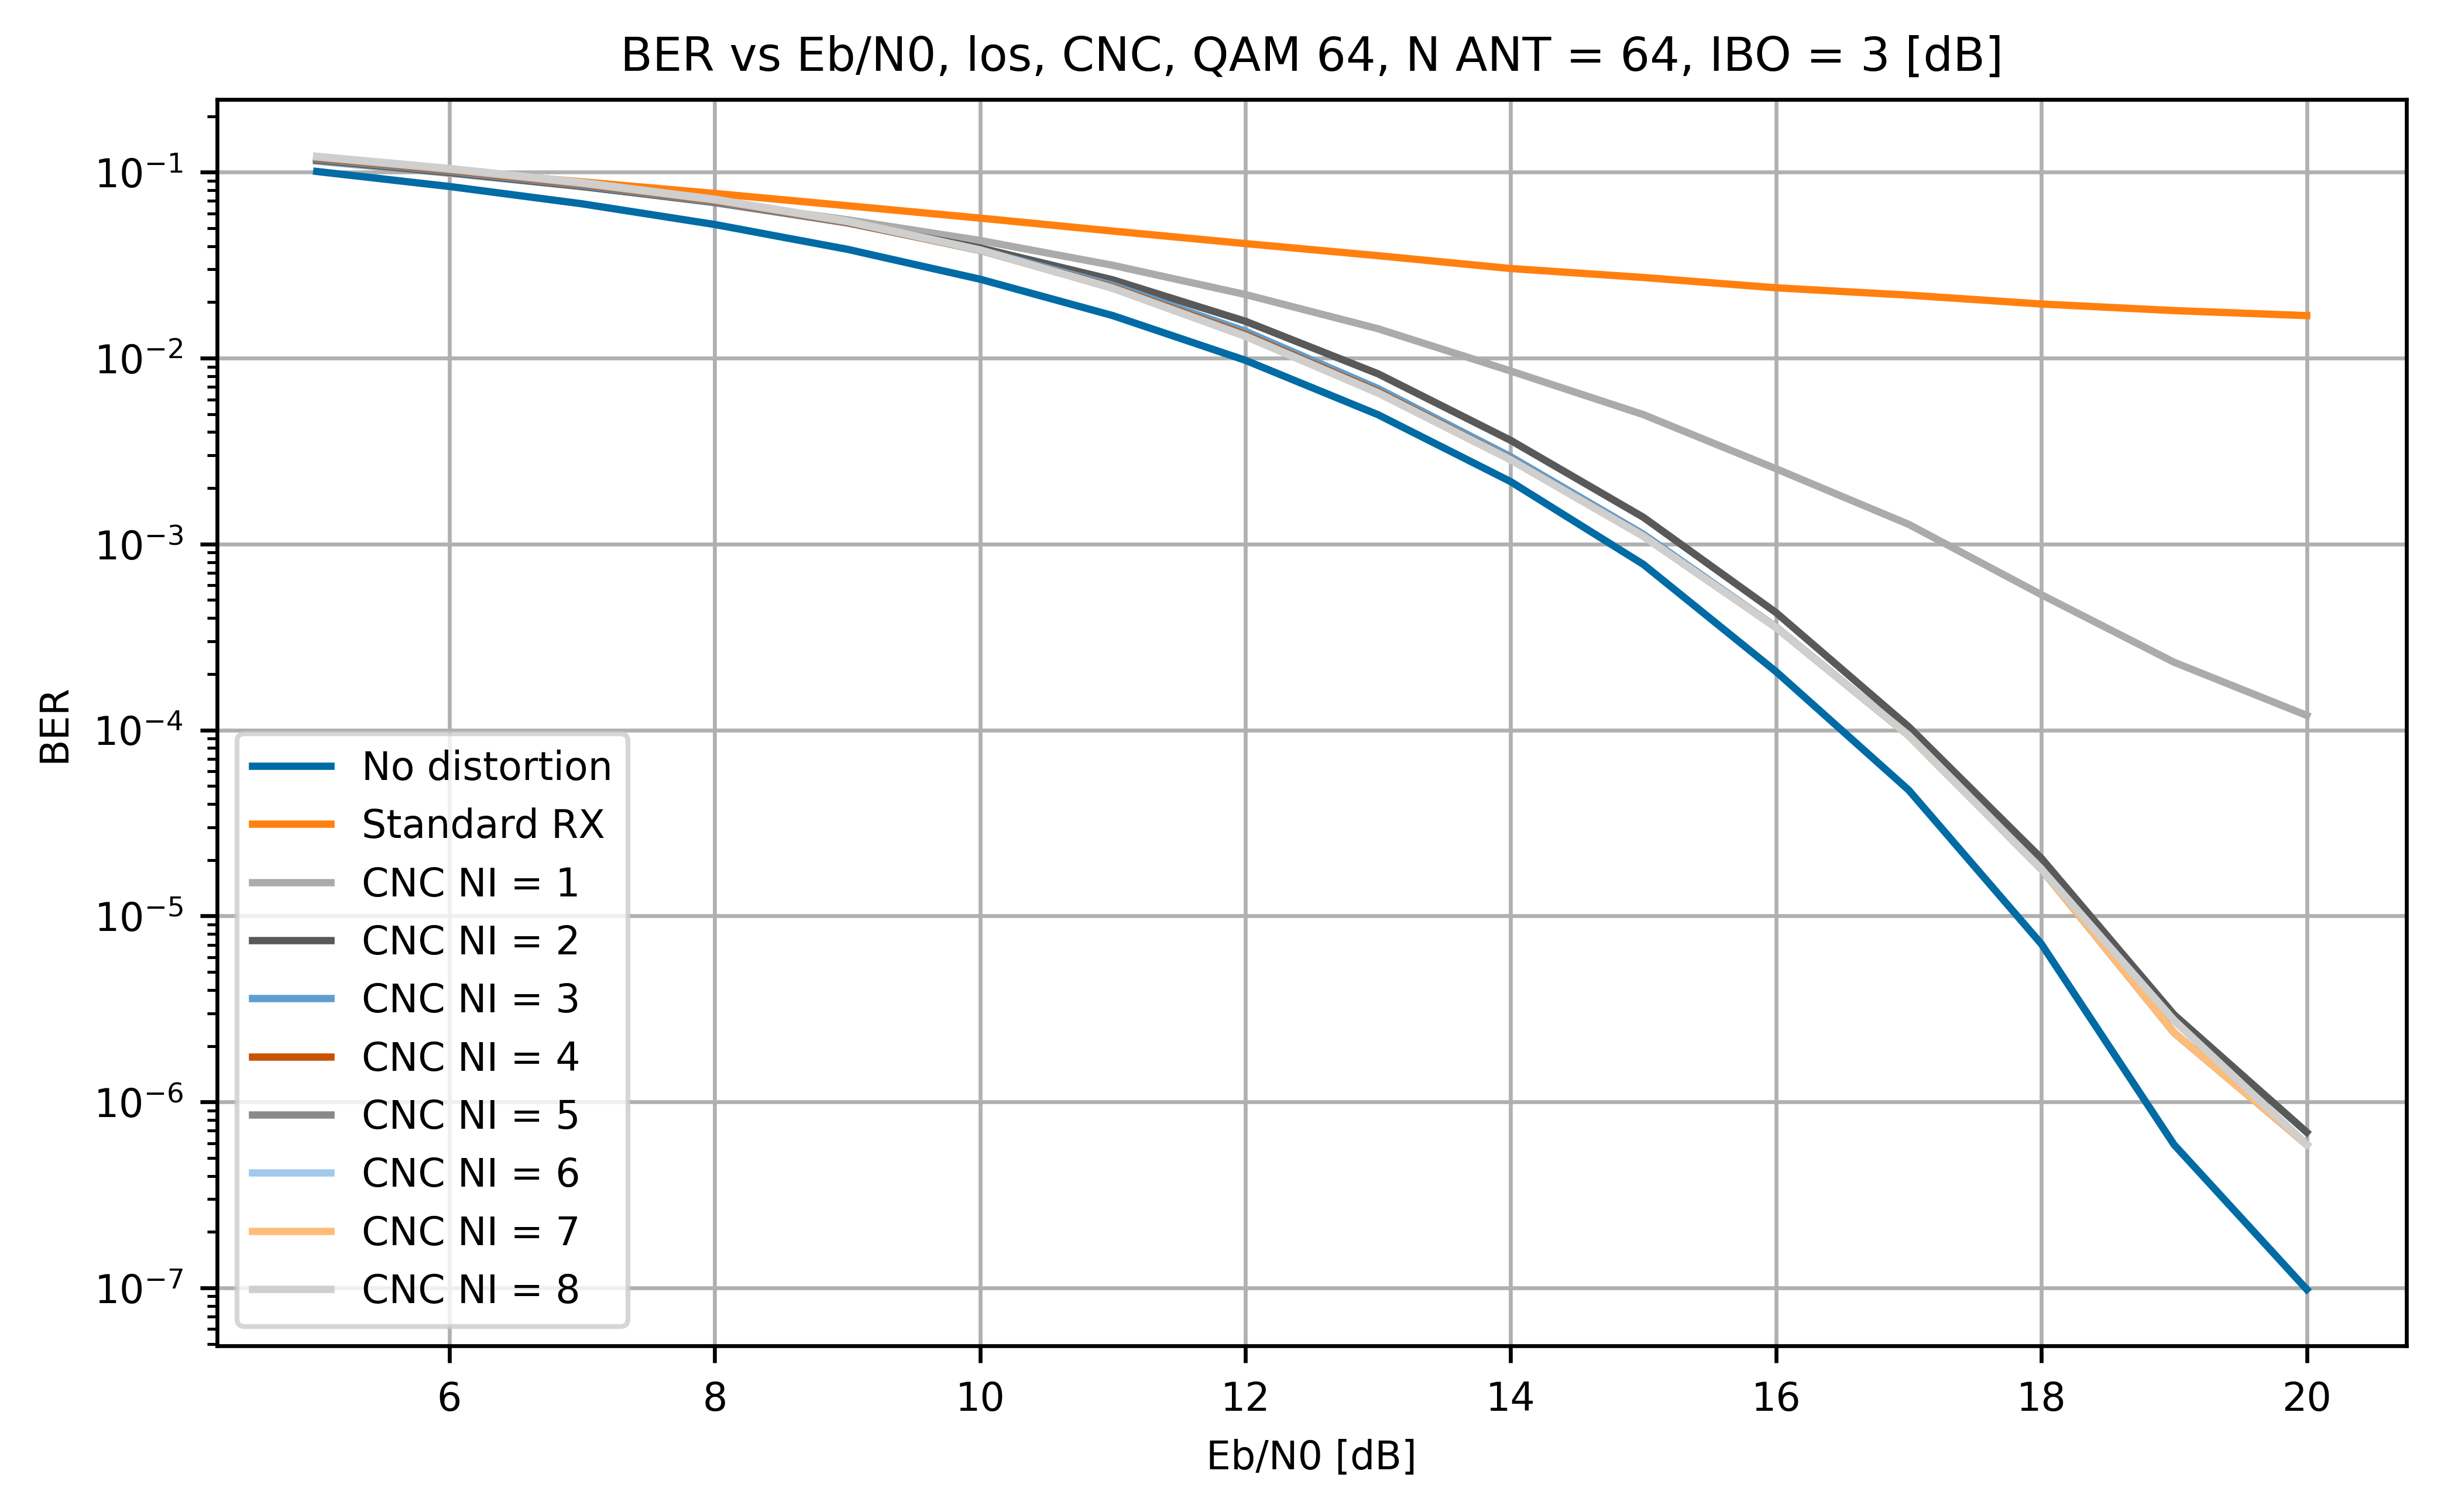 BER vs Eb/N0, los, CNC, QAM 64, N ANT = 64, IBO = 3 [dB]
10⁻¹
10⁻²
10⁻³
10⁻⁴
10⁻⁵
10⁻⁶
10⁻⁷
BER
No distortion
Standard RX
CNC NI = 1
CNC NI = 2
CNC NI = 3
CNC NI = 4
CNC NI = 5
CNC NI = 6
CNC NI = 7
CNC NI = 8
6 8 10 12 14 16 18 20
Eb/N0 [dB]